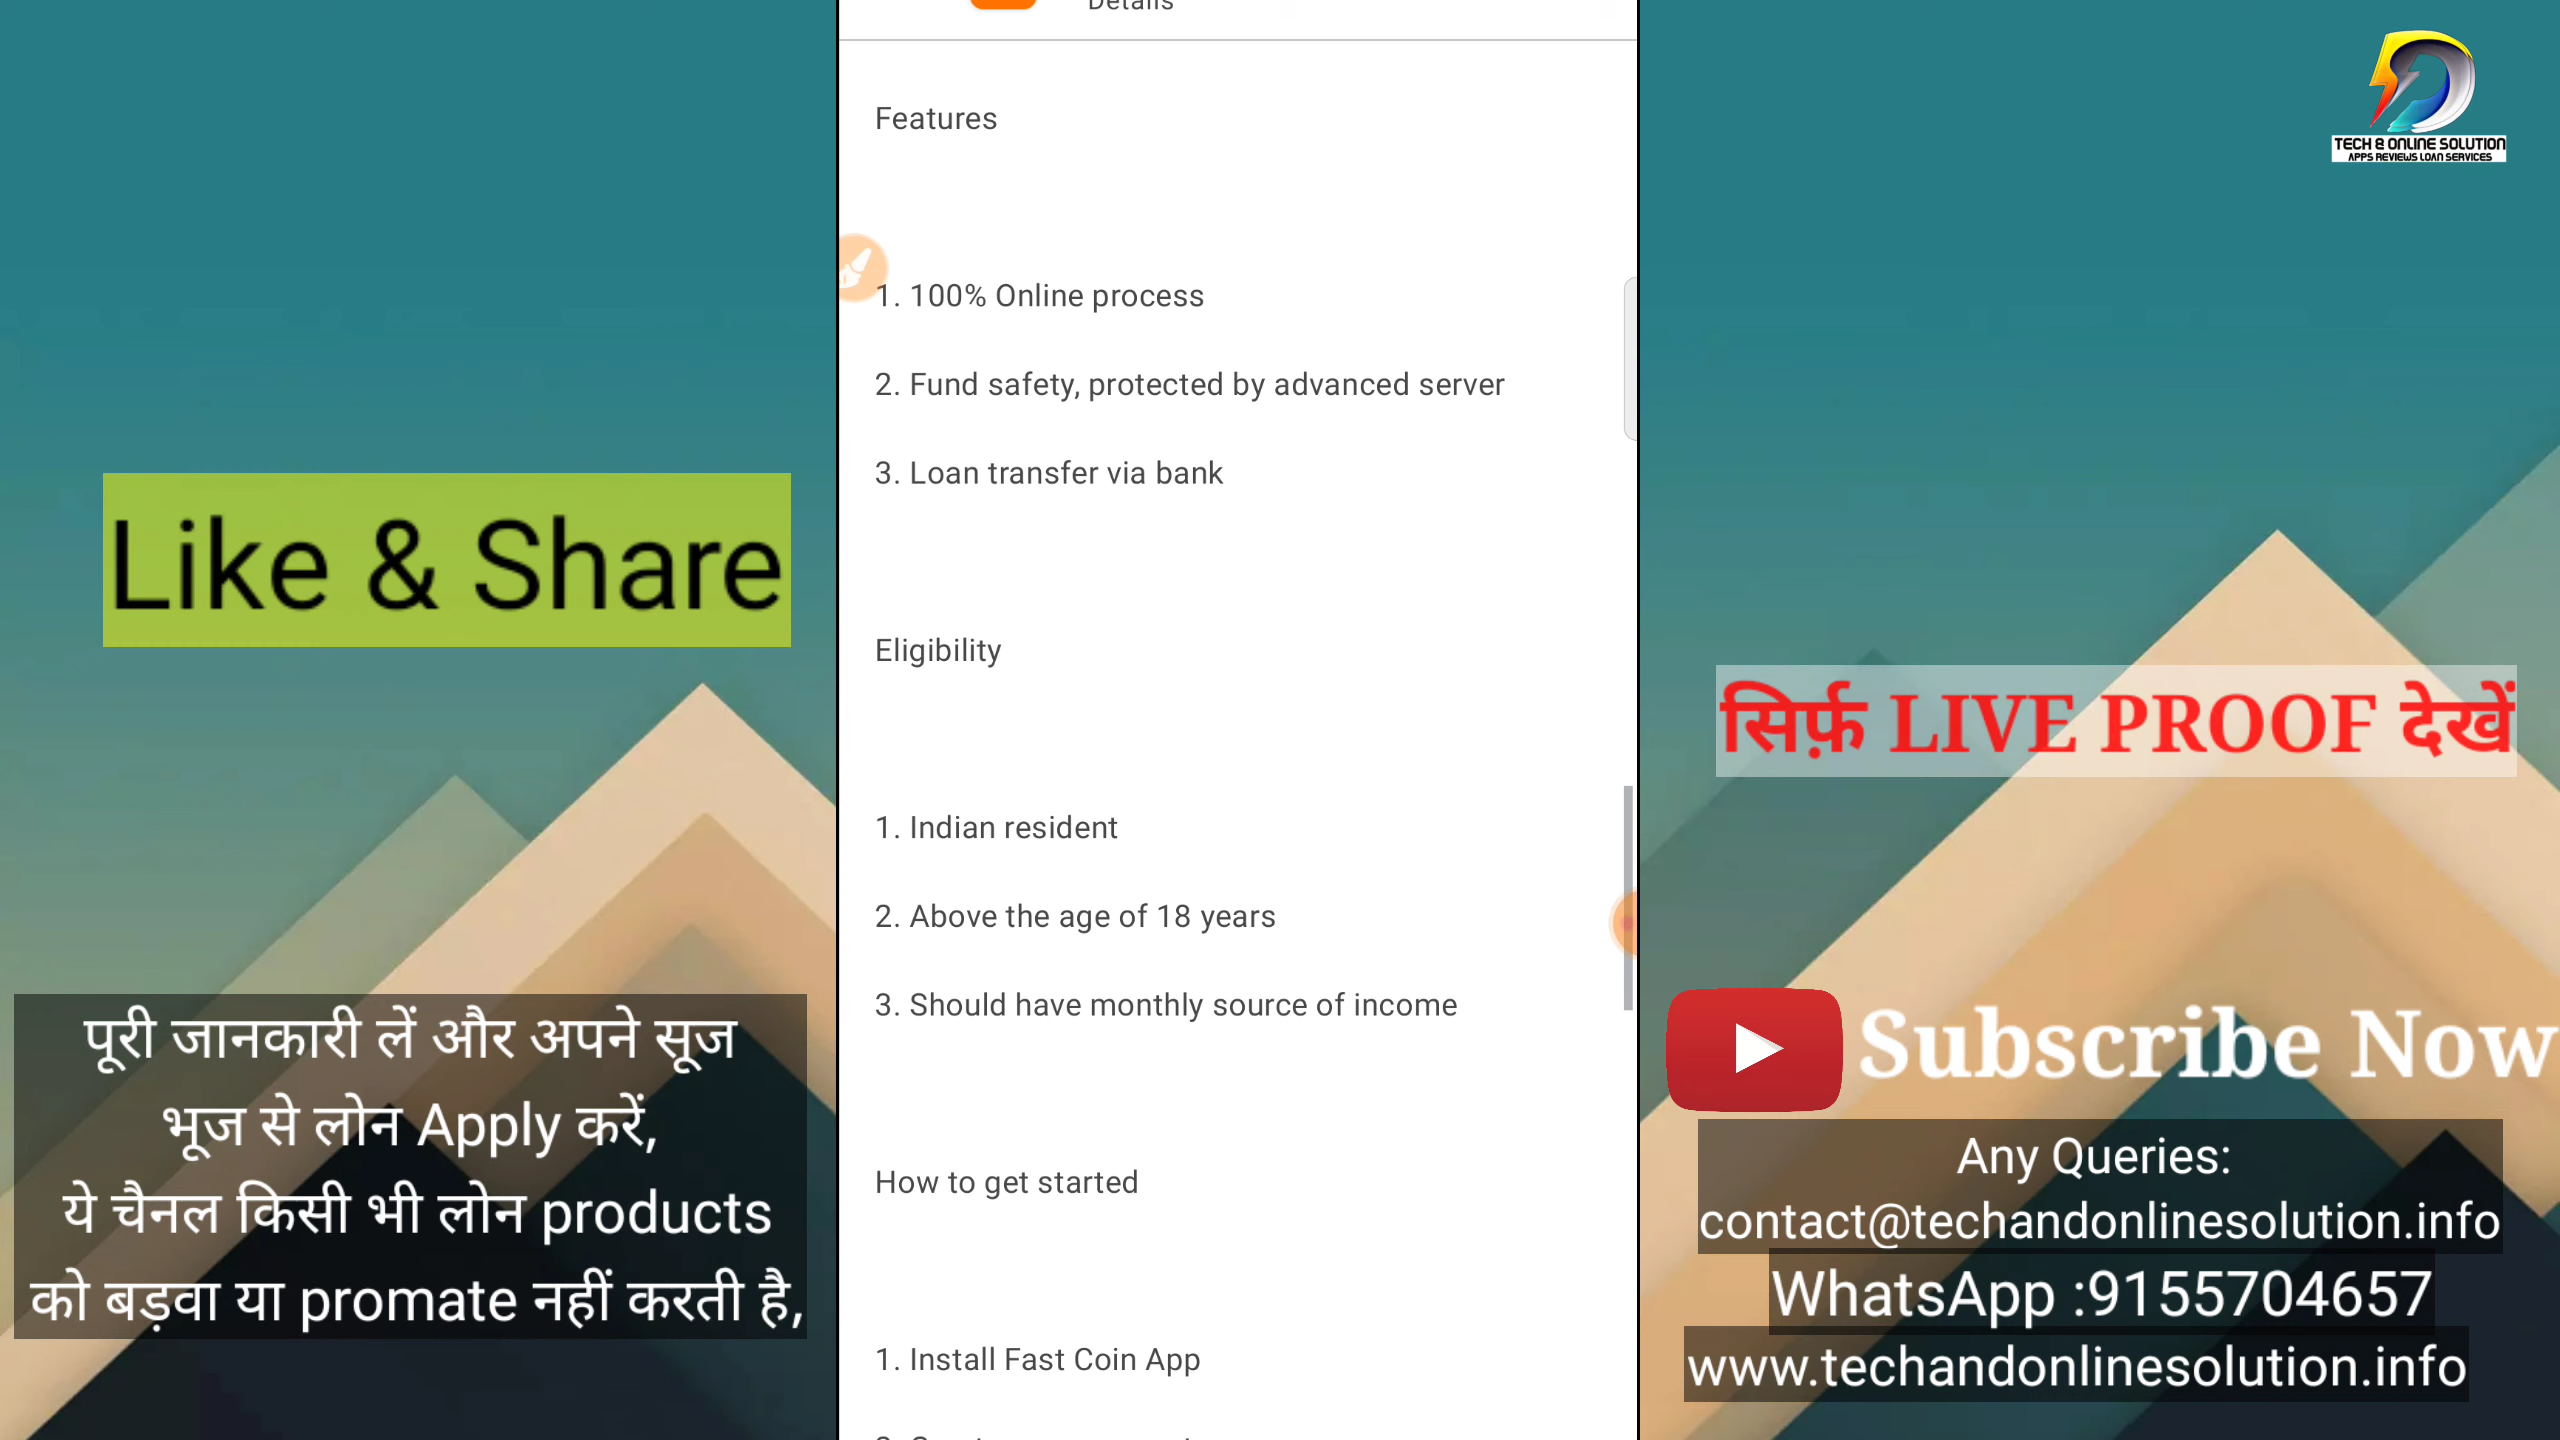 Details
Features
1. 100% Online process
2. Fund safety, protected by advanced server
3. Loan transfer via bank
Eligibility
1. Indian resident
2. Above the age of 18 years
3. Should have monthly source of income
How to get started
1. Install Fast Coin App
Like & Share
पूरी जानकारी लें और अपने सूज
भूज से लोन Apply करें,
ये चैनल किसी भी लोन products
को बड़वा या promate नहीं करती है,
TECH & ONLINE SOLUTION
APPS REVIEWS LOAN SERVICES
सिर्फ़ LIVE PROOF देखें
Subscribe Now
Any Queries:
contact@techandonlinesolution.info
WhatsApp :9155704657
www.techandonlinesolution.info